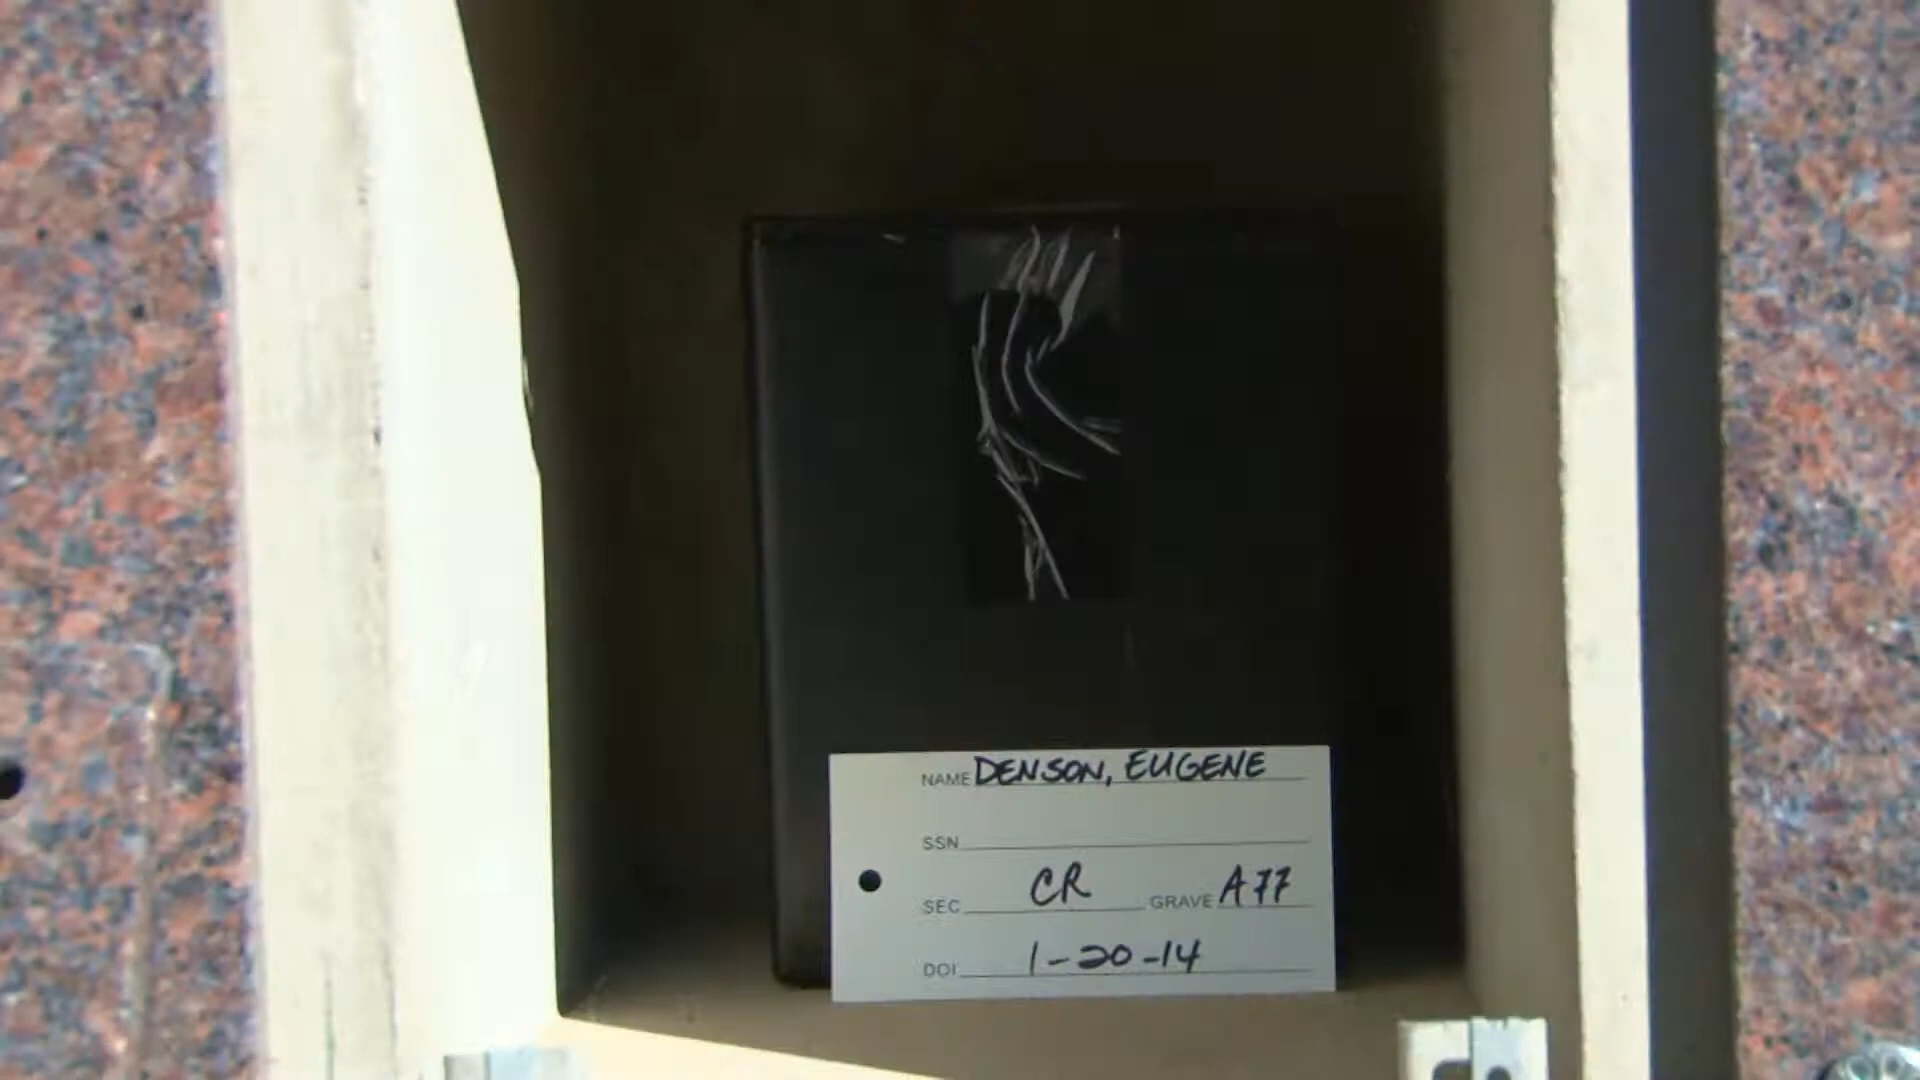 NAME DENSON, EUGENE
SSN
SEC CR GRAVE A77
DOI 1-20-14